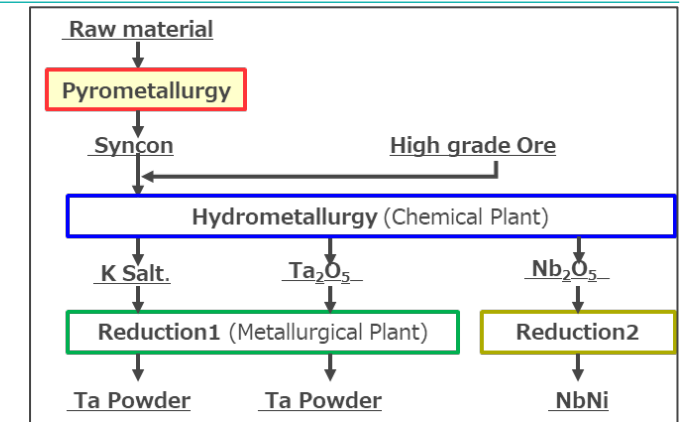 Raw material
Pyrometallurgy
Syncon
High grade Ore
Hydrometallurgy (Chemical Plant)
K Salt.
Ta₂O₅
Nb₂O₅
Reduction1 (Metallurgical Plant)
Reduction2
Ta Powder
Ta Powder
NbNi